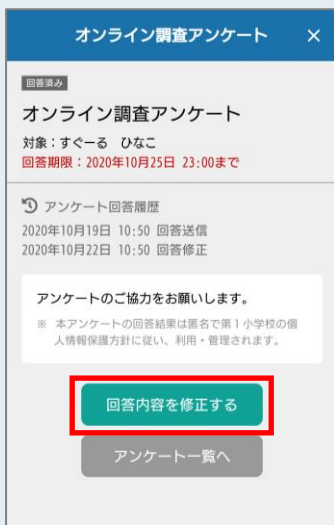 オンライン調査アンケート ×
回答済み
オンライン調査アンケート
対象：すぐーる ひなこ
回答期限：2020年10月25日 23:00まで
アンケート回答履歴
2020年10月19日 10:50 回答送信
2020年10月22日 10:50 回答修正
アンケートのご協力をお願いします。
※ 本アンケートの回答結果は匿名で第１小学校の個
人情報保護方針に従い、利用・管理されます。
回答内容を修正する
アンケート一覧へ